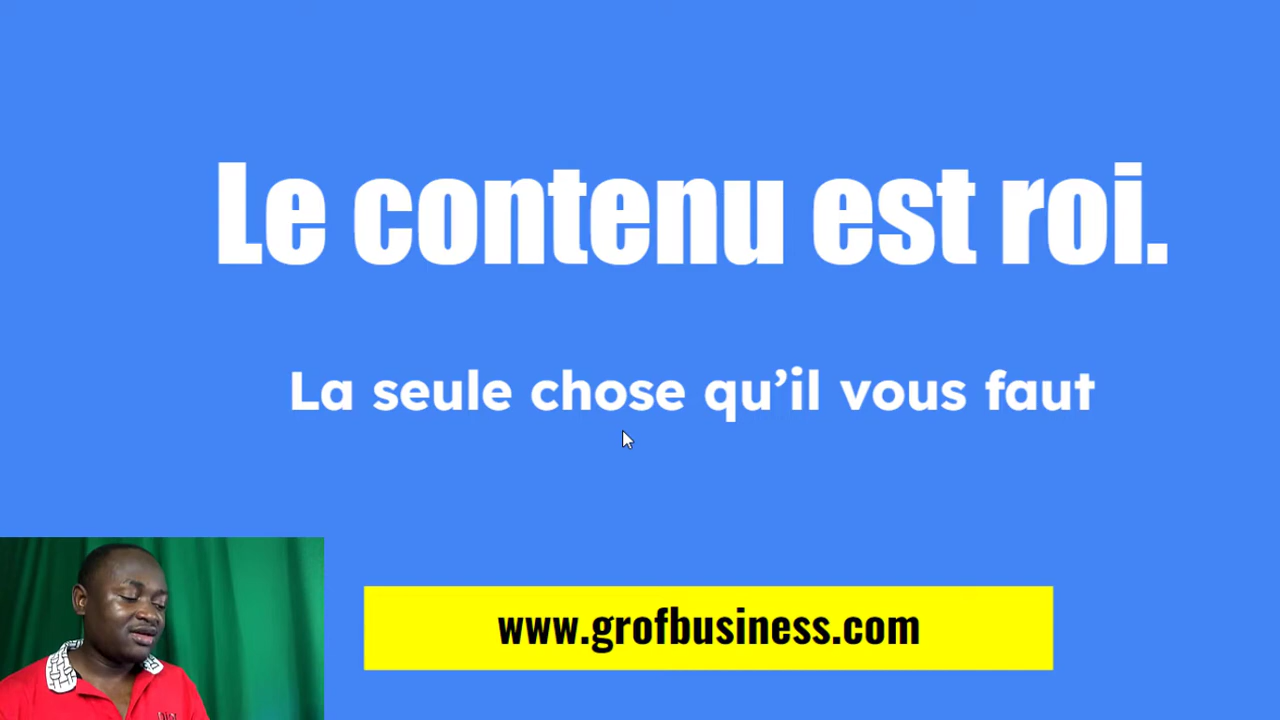 Le contenu est roi.
La seule chose qu’il vous faut
www.grofbusiness.com